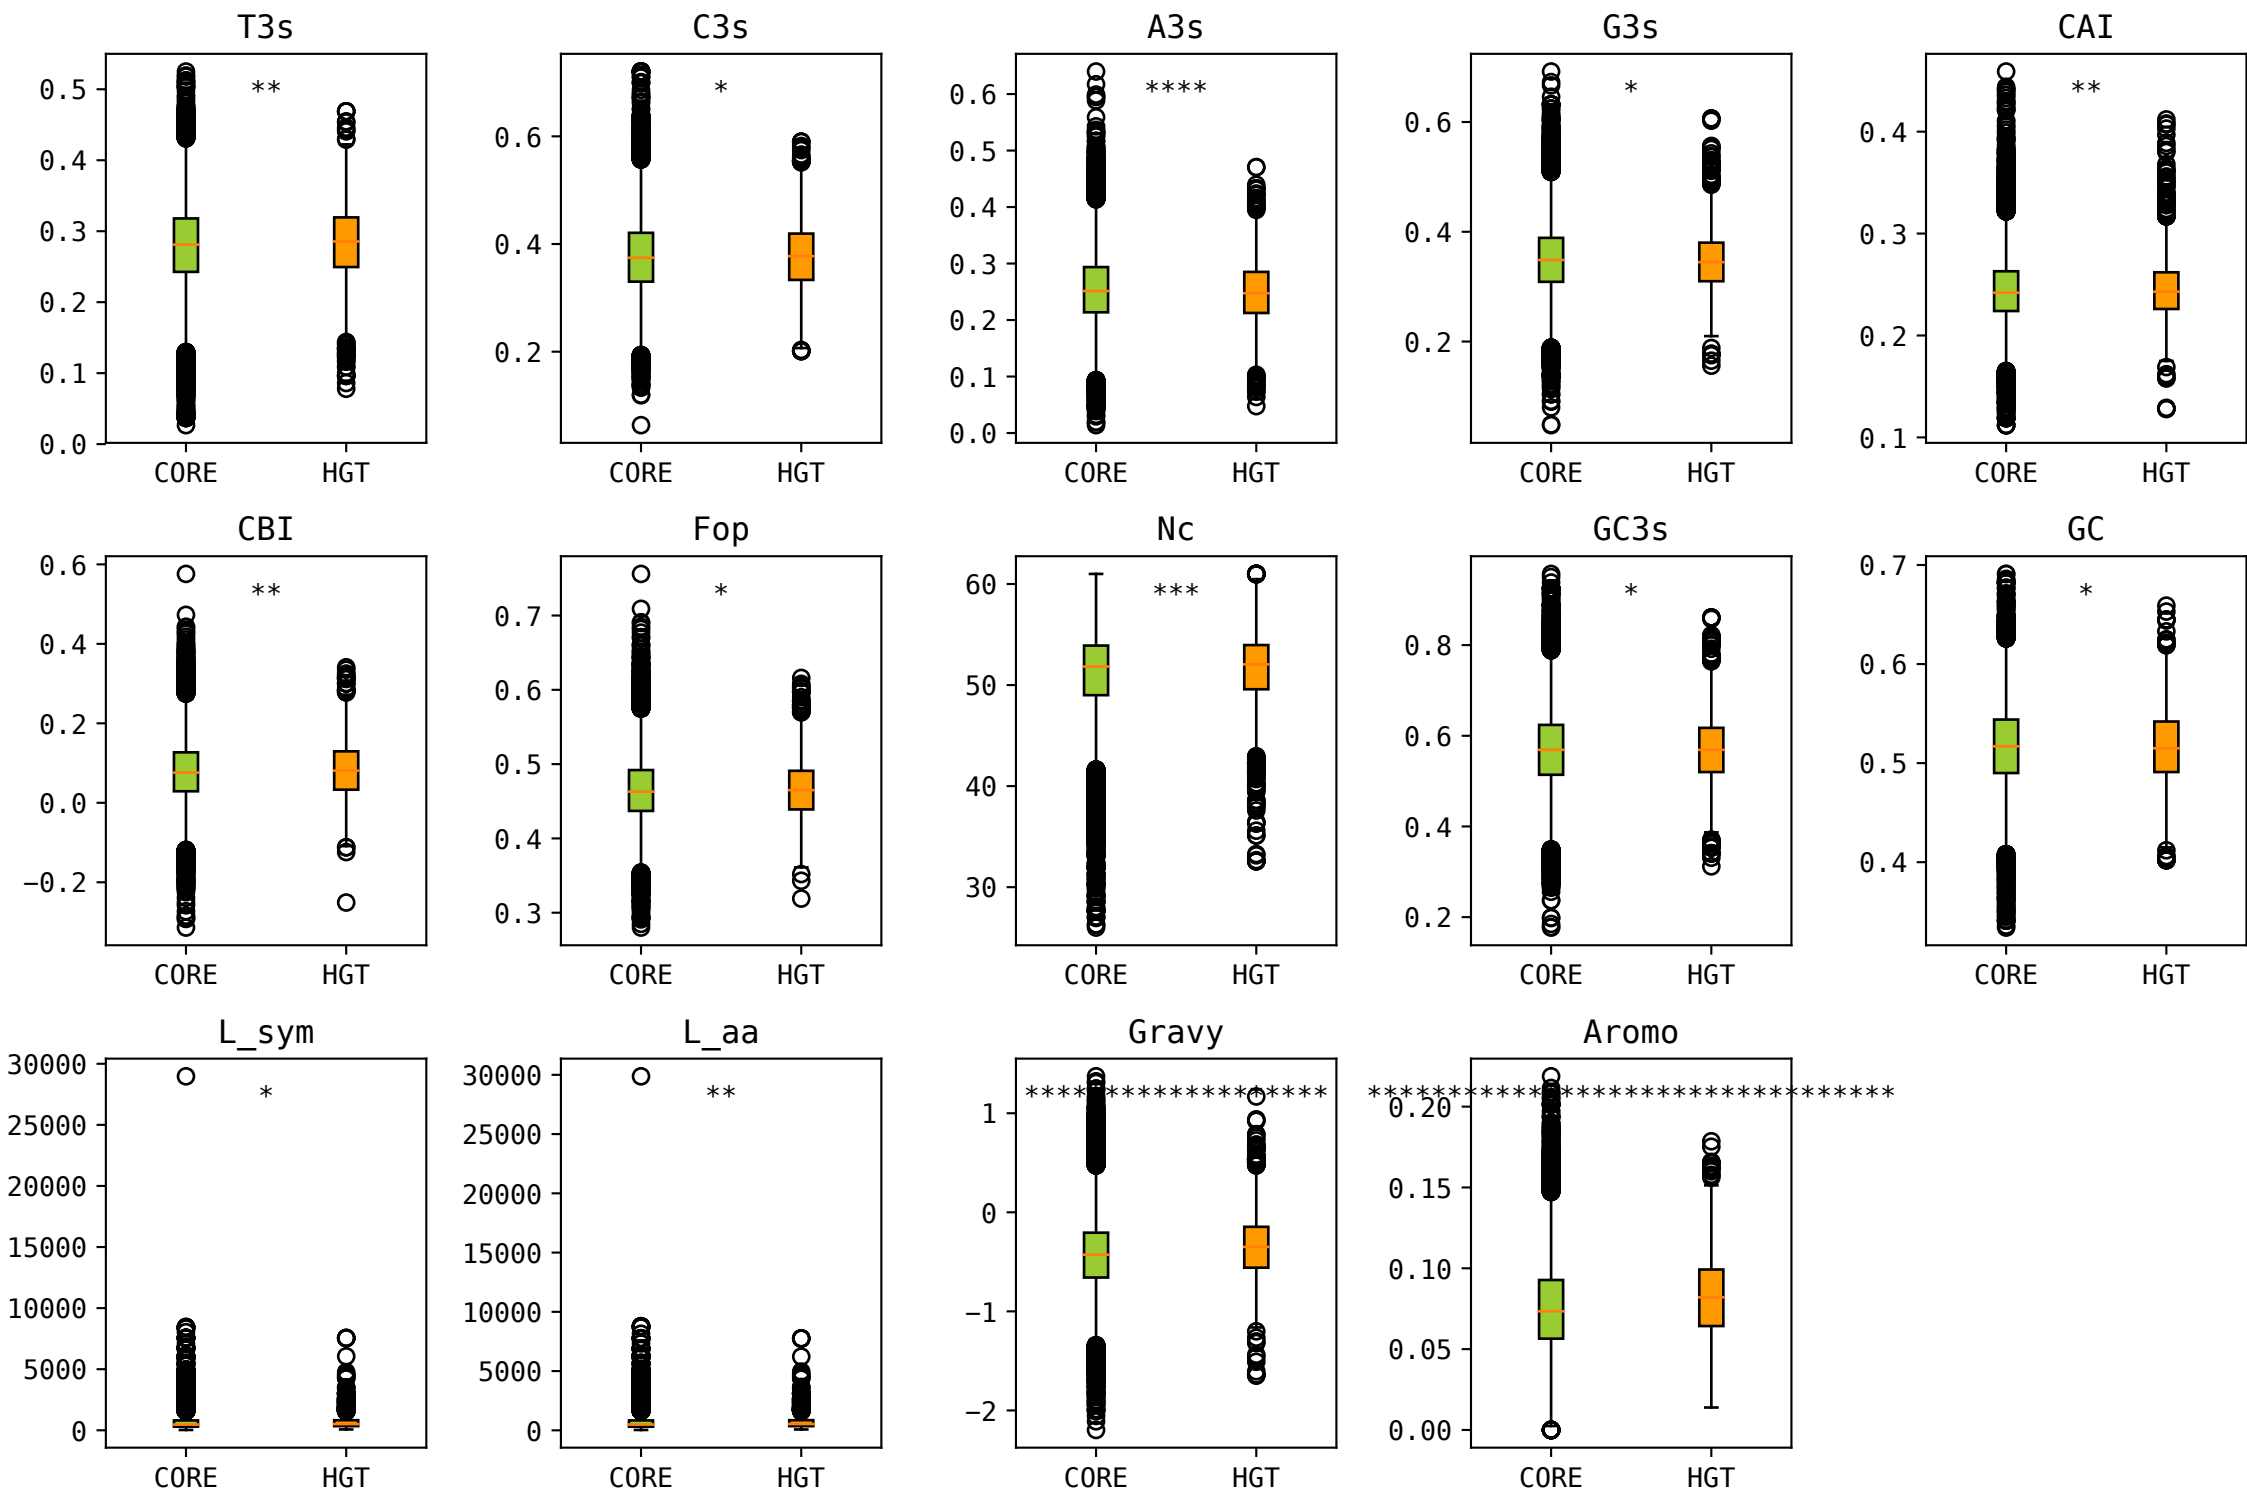 T3s
C3s
A3s
G3s
CAI
**
*
****
*
**
0.5
0.4
0.3
0.2
0.1
0.0
0.6
0.4
0.2
0.6
0.5
0.4
0.3
0.2
0.1
0.0
0.6
0.4
0.2
0.4
0.3
0.2
0.1
CORE HGT
CORE HGT
CORE HGT
CORE HGT
CORE HGT
CBI
Fop
Nc
GC3s
GC
**
*
***
*
*
0.6
0.4
0.2
0.0
−0.2
0.7
0.6
0.5
0.4
0.3
60
50
40
30
0.8
0.6
0.4
0.2
0.7
0.6
0.5
0.4
CORE HGT
CORE HGT
CORE HGT
CORE HGT
CORE HGT
L_sym
L_aa
Gravy
Aromo
*
**
*******************
*********************************
30000
25000
20000
15000
10000
5000
0
30000
25000
20000
15000
10000
5000
0
1
0
−1
−2
0.20
0.15
0.10
0.05
0.00
CORE HGT
CORE HGT
CORE HGT
CORE HGT